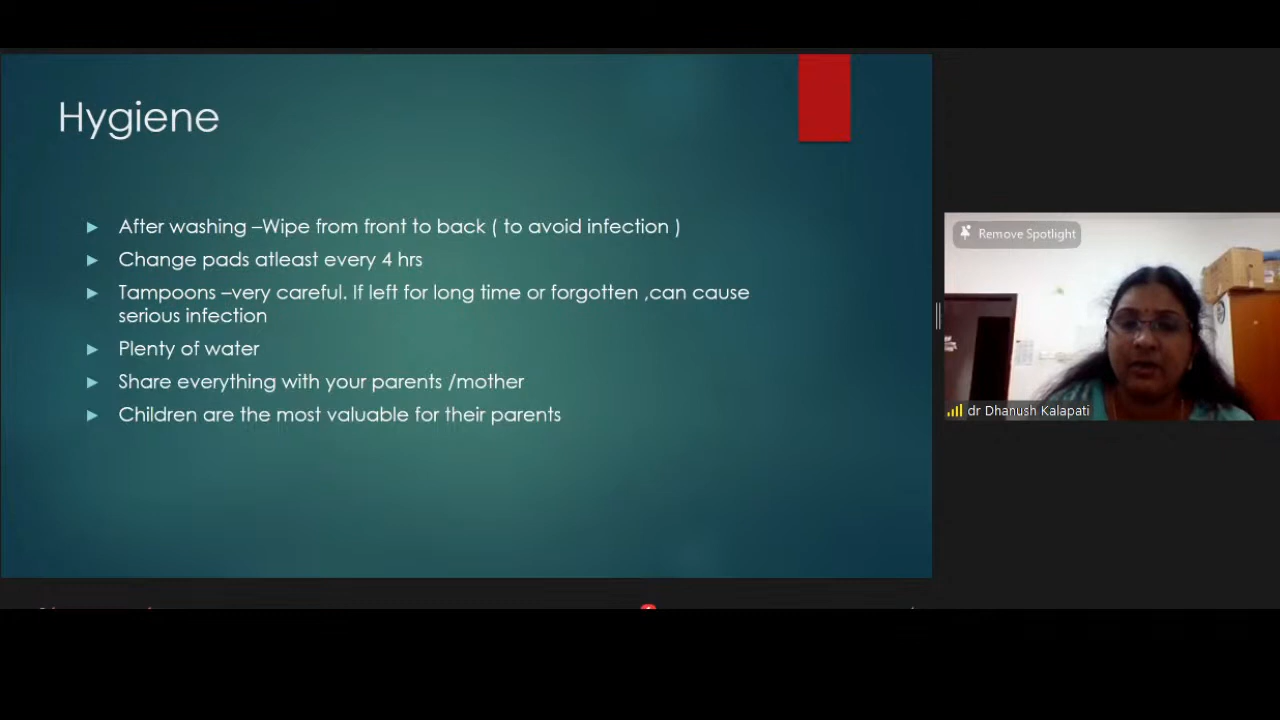 Hygiene
After washing –Wipe from front to back ( to avoid infection )
Change pads atleast every 4 hrs
Tampoons –very careful. If left for long time or forgotten ,can cause
serious infection
Plenty of water
Share everything with your parents /mother
Children are the most valuable for their parents
Remove Spotlight
dr Dhanush Kalapati